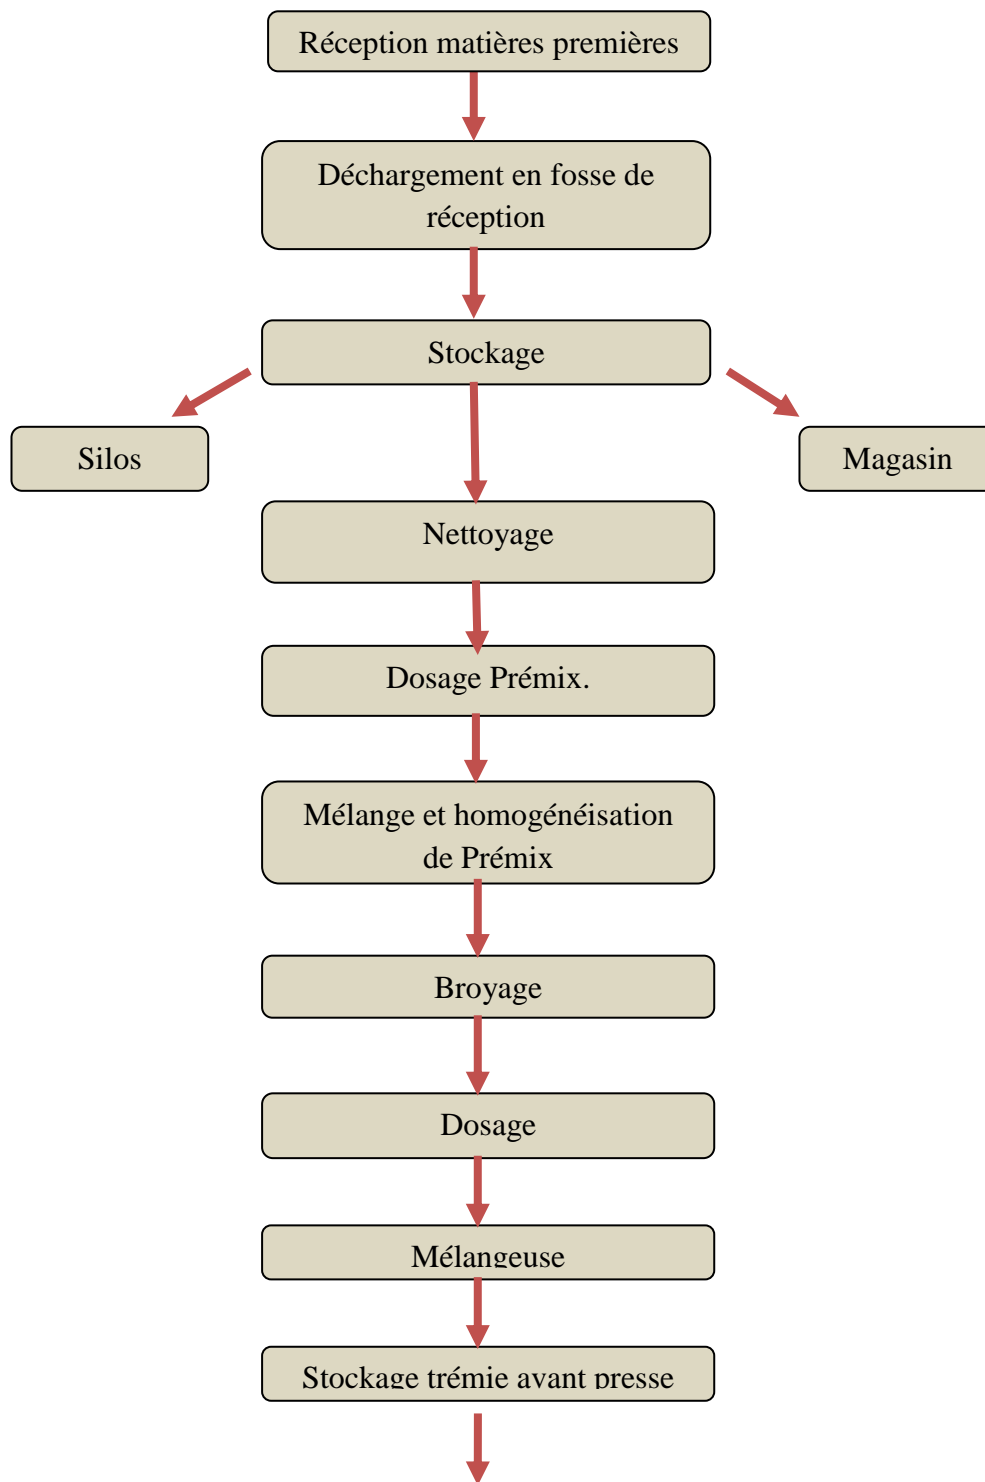 Réception matières premières
Déchargement en fosse de
réception
Stockage
Silos
Magasin
Nettoyage
Dosage Prémix.
Mélange et homogénéisation
de Prémix
Broyage
Dosage
Mélangeuse
Stockage trémie avant presse